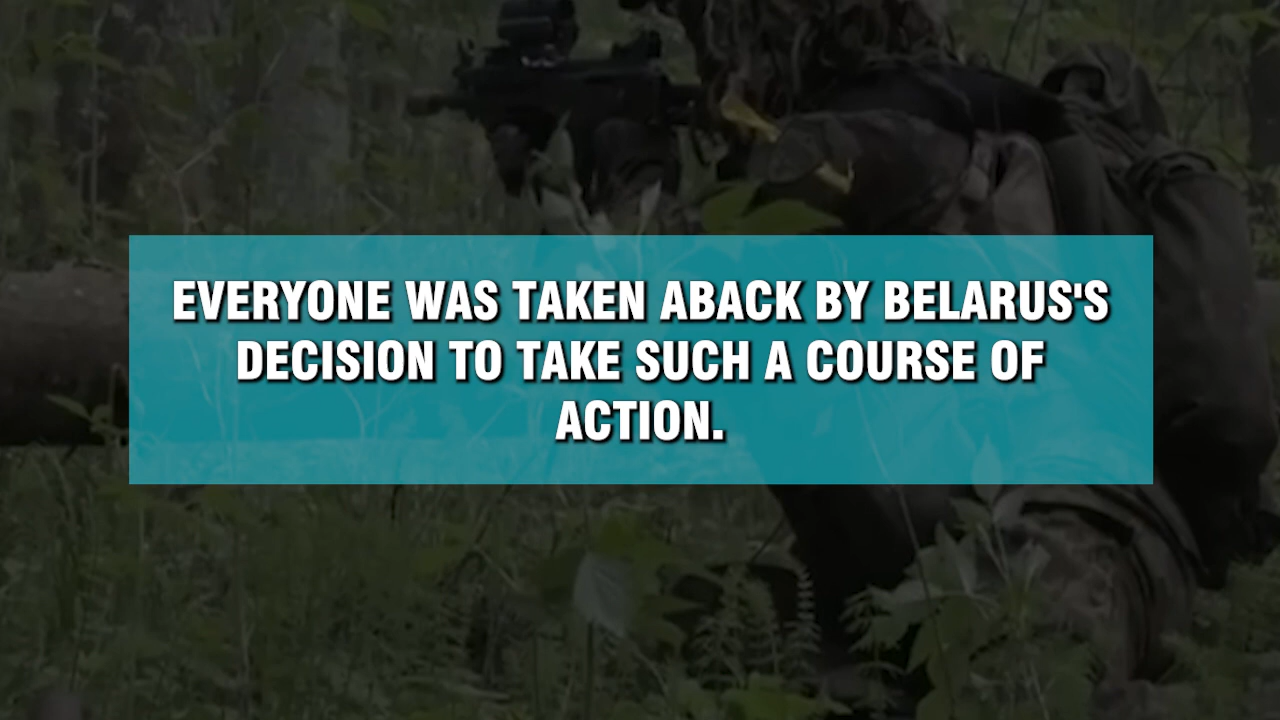 EVERYONE WAS TAKEN ABACK BY BELARUS'S
DECISION TO TAKE SUCH A COURSE OF
ACTION.